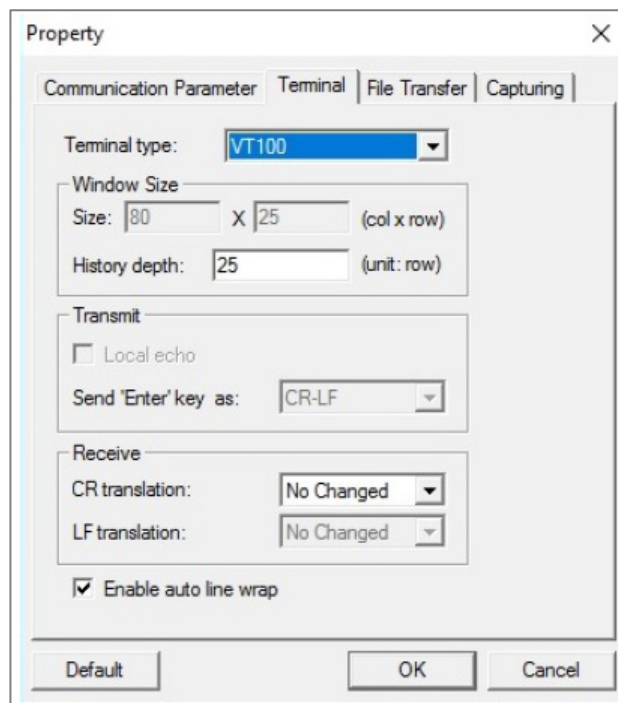 Property
Communication Parameter Terminal File Transfer Capturing
Terminal type: VT100
Window Size
Size: 80 X 25 (col x row)
History depth: 25 (unit: row)
Transmit
Local echo
Send 'Enter' key as: CR-LF
Receive
CR translation: No Changed
LF translation: No Changed
Enable auto line wrap
Default OK Cancel